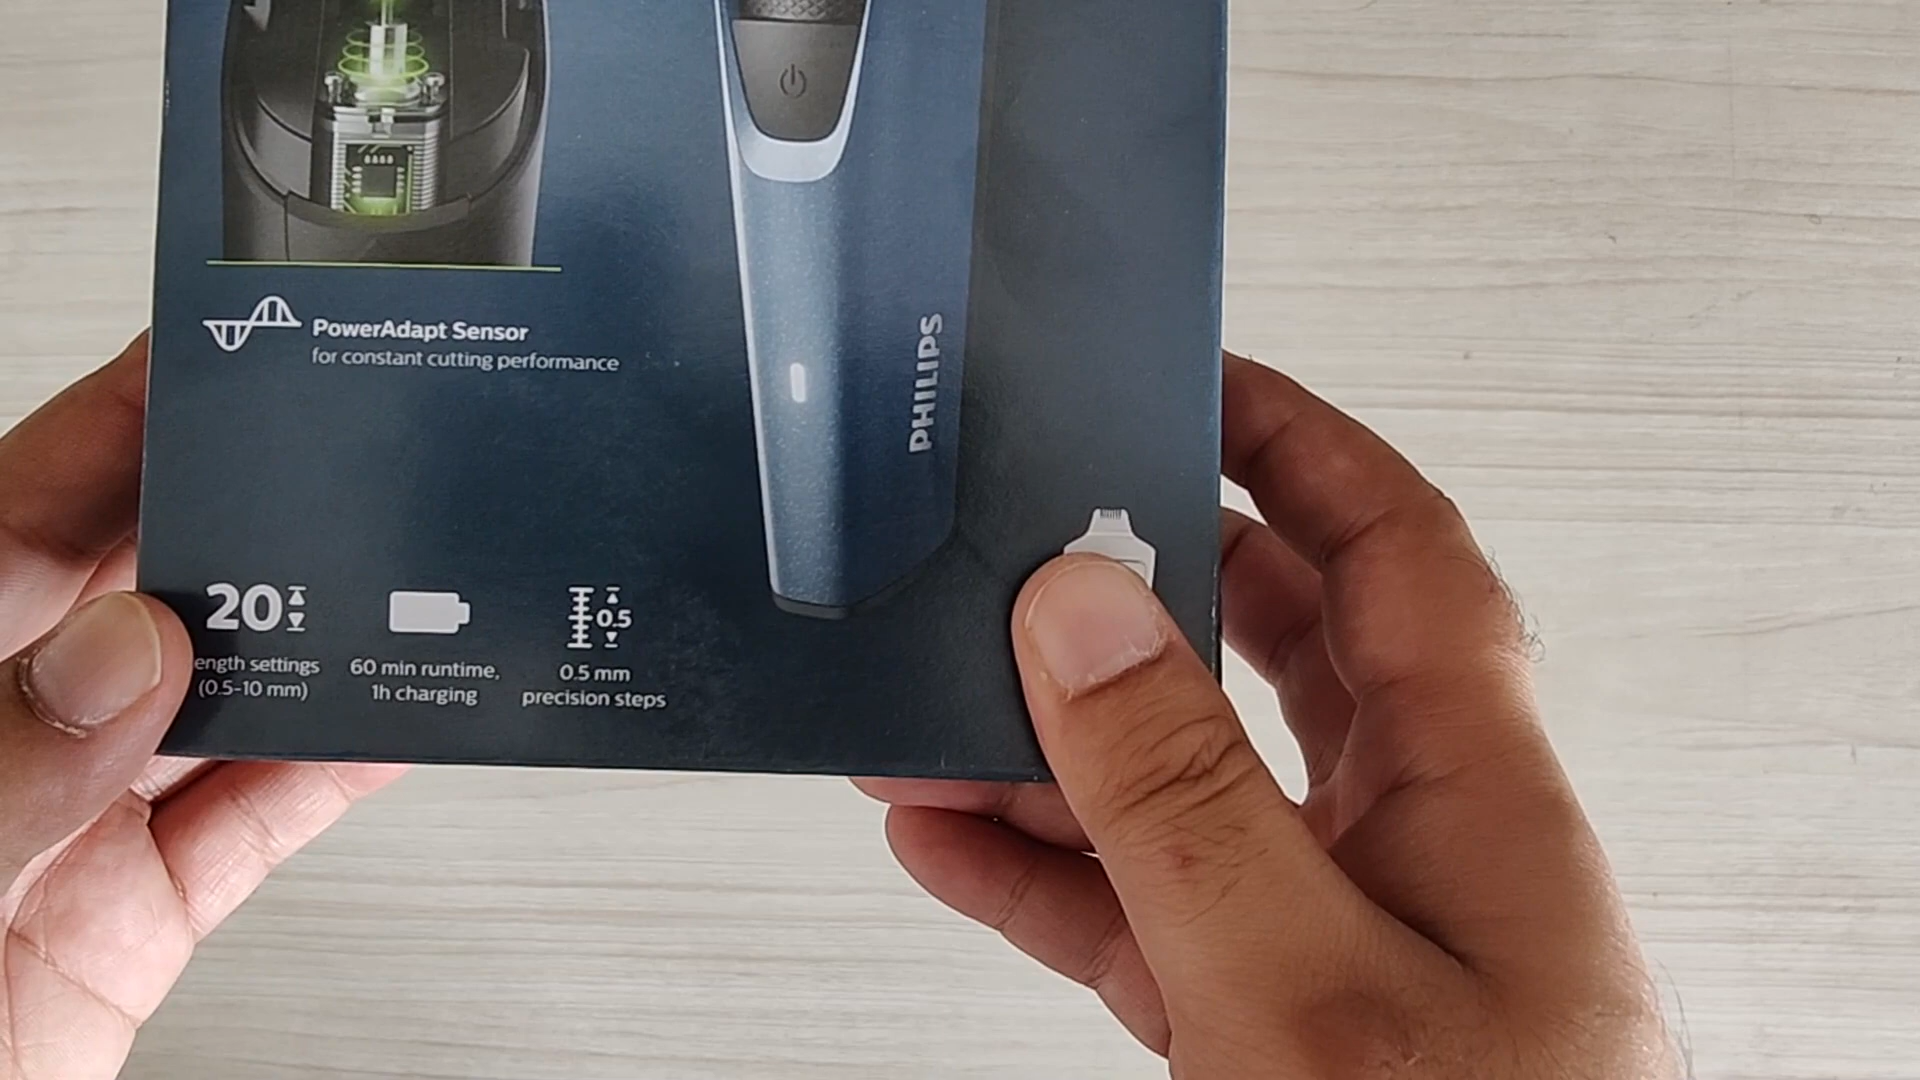 PowerAdapt Sensor
for constant cutting performance
PHILIPS
20
ength settings
(0.5-10 mm)
60 min runtime,
1h charging
0.5
0.5 mm
precision steps